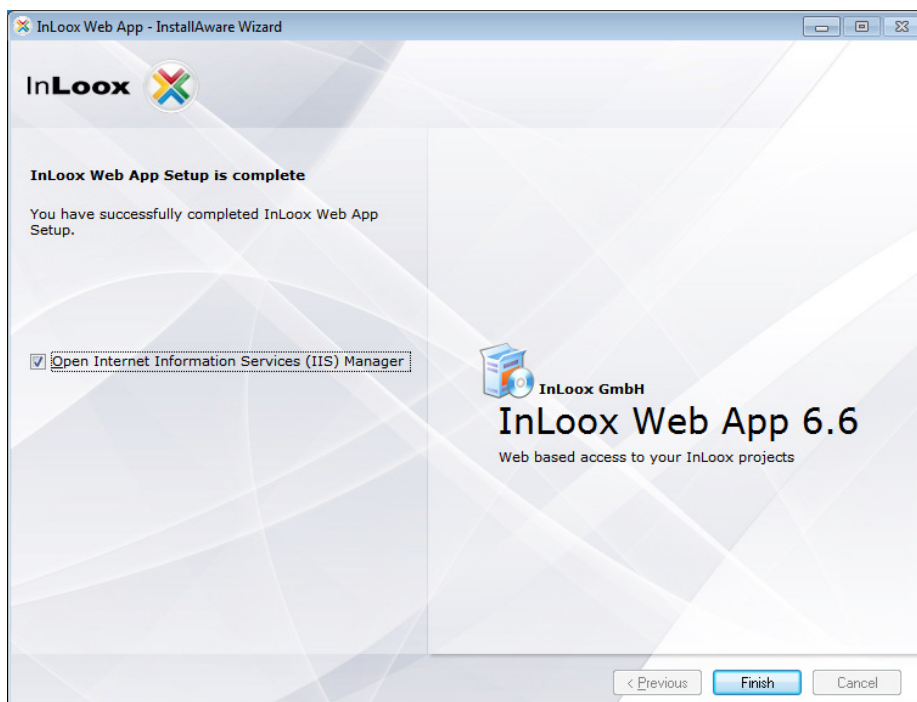 InLoox Web App - InstallAware Wizard
InLoox
InLoox Web App Setup is complete
You have successfully completed InLoox Web App
Setup.
Open Internet Information Services (IIS) Manager
InLoox GmbH
InLoox Web App 6.6
Web based access to your InLoox projects
< Previous
Finish
Cancel